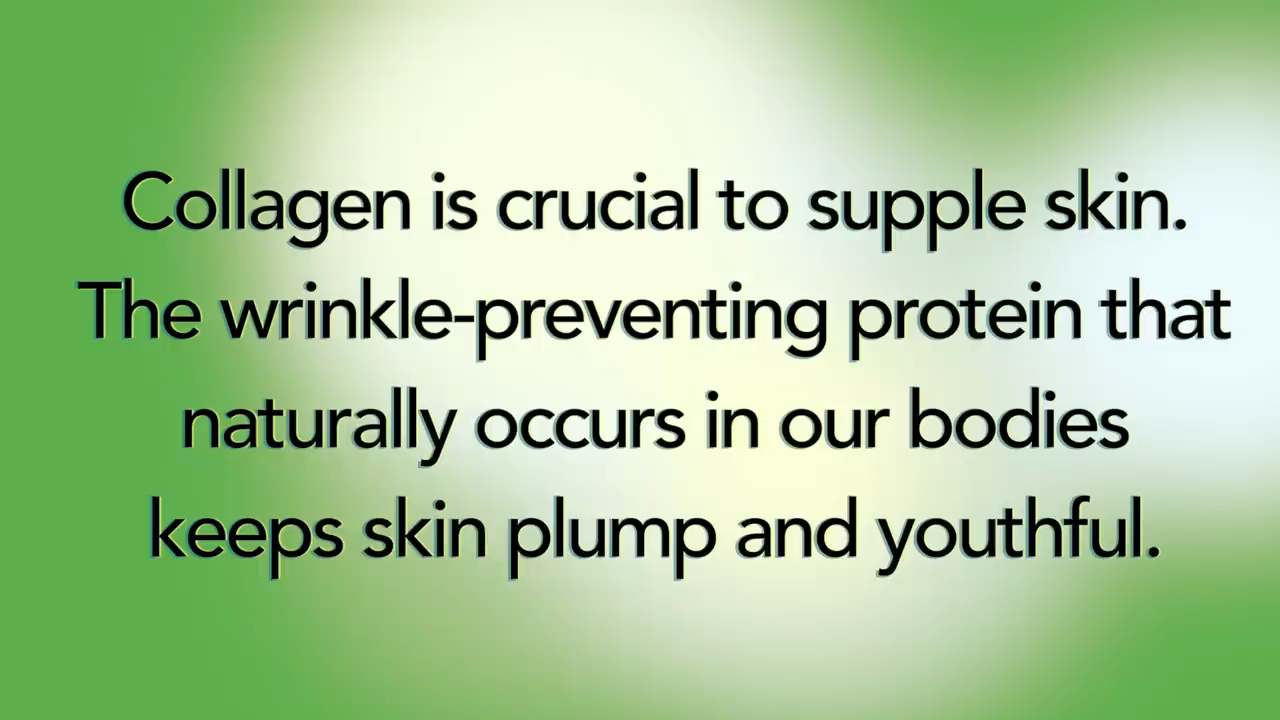 Collagen is crucial to supple skin.
The wrinkle-preventing protein that
naturally occurs in our bodies
keeps skin plump and youthful.